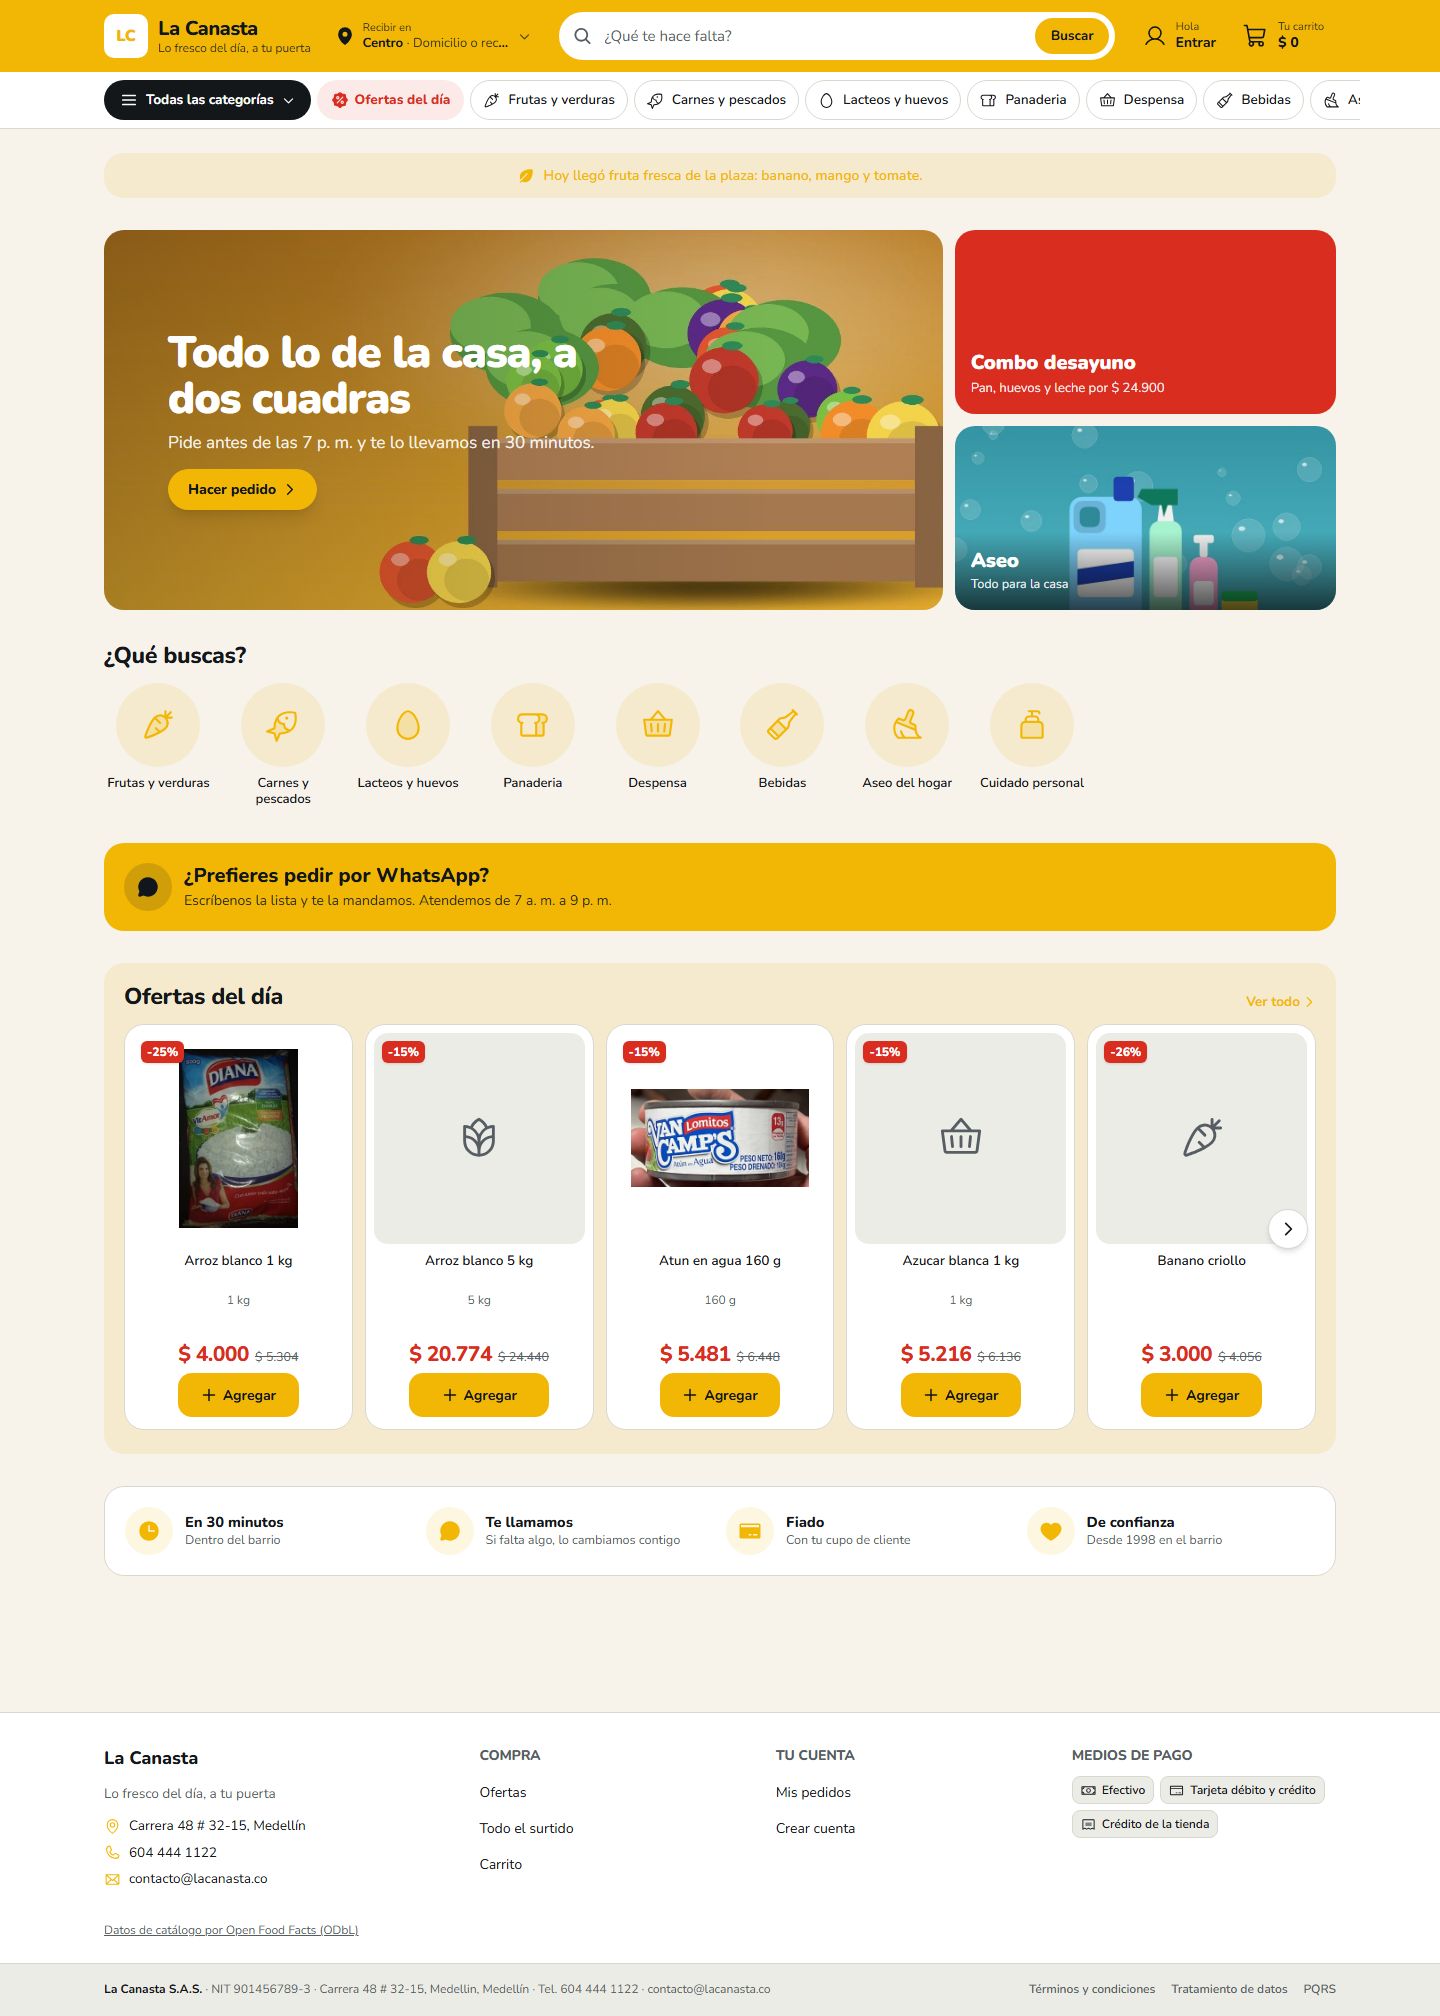 LC
La Canasta
Lo fresco del día, a tu puerta
Recibir en
Centro · Domicilio o rec...
¿Qué te hace falta?
Buscar
Hola
Entrar
Tu carrito
$ 0
Todas las categorías
Ofertas del día
Frutas y verduras
Carnes y pescados
Lacteos y huevos
Panaderia
Despensa
Bebidas
As
Hoy llegó fruta fresca de la plaza: banano, mango y tomate.
Todo lo de la casa, a
dos cuadras
Pide antes de las 7 p. m. y te lo llevamos en 30 minutos.
Hacer pedido
Combo desayuno
Pan, huevos y leche por $ 24.900
Aseo
Todo para la casa
¿Qué buscas?
Frutas y verduras
Carnes y
pescados
Lacteos y huevos
Panaderia
Despensa
Bebidas
Aseo del hogar
Cuidado personal
¿Prefieres pedir por WhatsApp?
Escríbenos la lista y te la mandamos. Atendemos de 7 a. m. a 9 p. m.
Ofertas del día
Ver todo
-25%
DIANA
DIANA
Arroz blanco 1 kg
1 kg
$ 4.000 $ 5.304
Agregar
-15%
Arroz blanco 5 kg
5 kg
$ 20.774 $ 24.440
Agregar
-15%
Lomitos
VAN
CAMP'S
Atún en Agua
PESO NETO: 160g
PESO DRENADO:
Atun en agua 160 g
160 g
$ 5.481 $ 6.448
Agregar
-15%
Azucar blanca 1 kg
1 kg
$ 5.216 $ 6.136
Agregar
-26%
Banano criollo
$ 3.000 $ 4.056
Agregar
En 30 minutos
Dentro del barrio
Te llamamos
Si falta algo, lo cambiamos contigo
Fiado
Con tu cupo de cliente
De confianza
Desde 1998 en el barrio
La Canasta
Lo fresco del día, a tu puerta
Carrera 48 # 32-15, Medellín
604 444 1122
contacto@lacanasta.co
Datos de catálogo por Open Food Facts (ODbL)
COMPRA
Ofertas
Todo el surtido
Carrito
TU CUENTA
Mis pedidos
Crear cuenta
MEDIOS DE PAGO
Efectivo
Tarjeta débito y crédito
Crédito de la tienda
La Canasta S.A.S. · NIT 901456789-3 · Carrera 48 # 32-15, Medellin, Medellín · Tel. 604 444 1122 · contacto@lacanasta.co
Términos y condiciones
Tratamiento de datos
PQRS